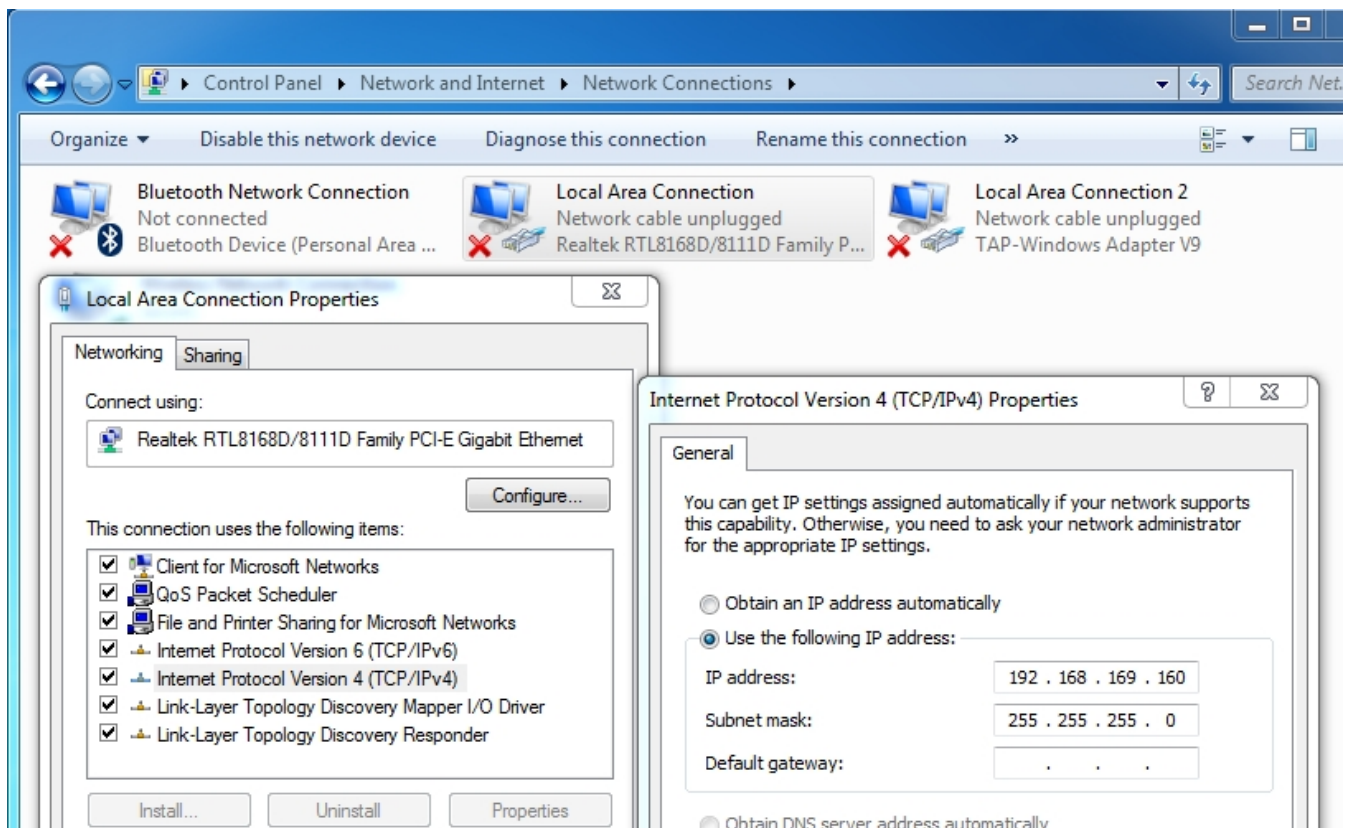 Control Panel ▸ Network and Internet ▸ Network Connections ▸
Search Net.
Organize
Disable this network device
Diagnose this connection
Rename this connection
»
Bluetooth Network Connection
Not connected
Bluetooth Device (Personal Area ...
Local Area Connection
Network cable unplugged
Realtek RTL8168D/8111D Family P...
Local Area Connection 2
Network cable unplugged
TAP-Windows Adapter V9
Local Area Connection Properties
Networking
Sharing
Connect using:
Realtek RTL8168D/8111D Family PCI-E Gigabit Ethernet
Configure...
This connection uses the following items:
Client for Microsoft Networks
QoS Packet Scheduler
File and Printer Sharing for Microsoft Networks
Internet Protocol Version 6 (TCP/IPv6)
Internet Protocol Version 4 (TCP/IPv4)
Link-Layer Topology Discovery Mapper I/O Driver
Link-Layer Topology Discovery Responder
Install...
Uninstall
Properties
Internet Protocol Version 4 (TCP/IPv4) Properties
General
You can get IP settings assigned automatically if your network supports
this capability. Otherwise, you need to ask your network administrator
for the appropriate IP settings.
Obtain an IP address automatically
Use the following IP address:
IP address: 192 . 168 . 169 . 160
Subnet mask: 255 . 255 . 255 . 0
Default gateway: . . .
Obtain DNS server address automatically